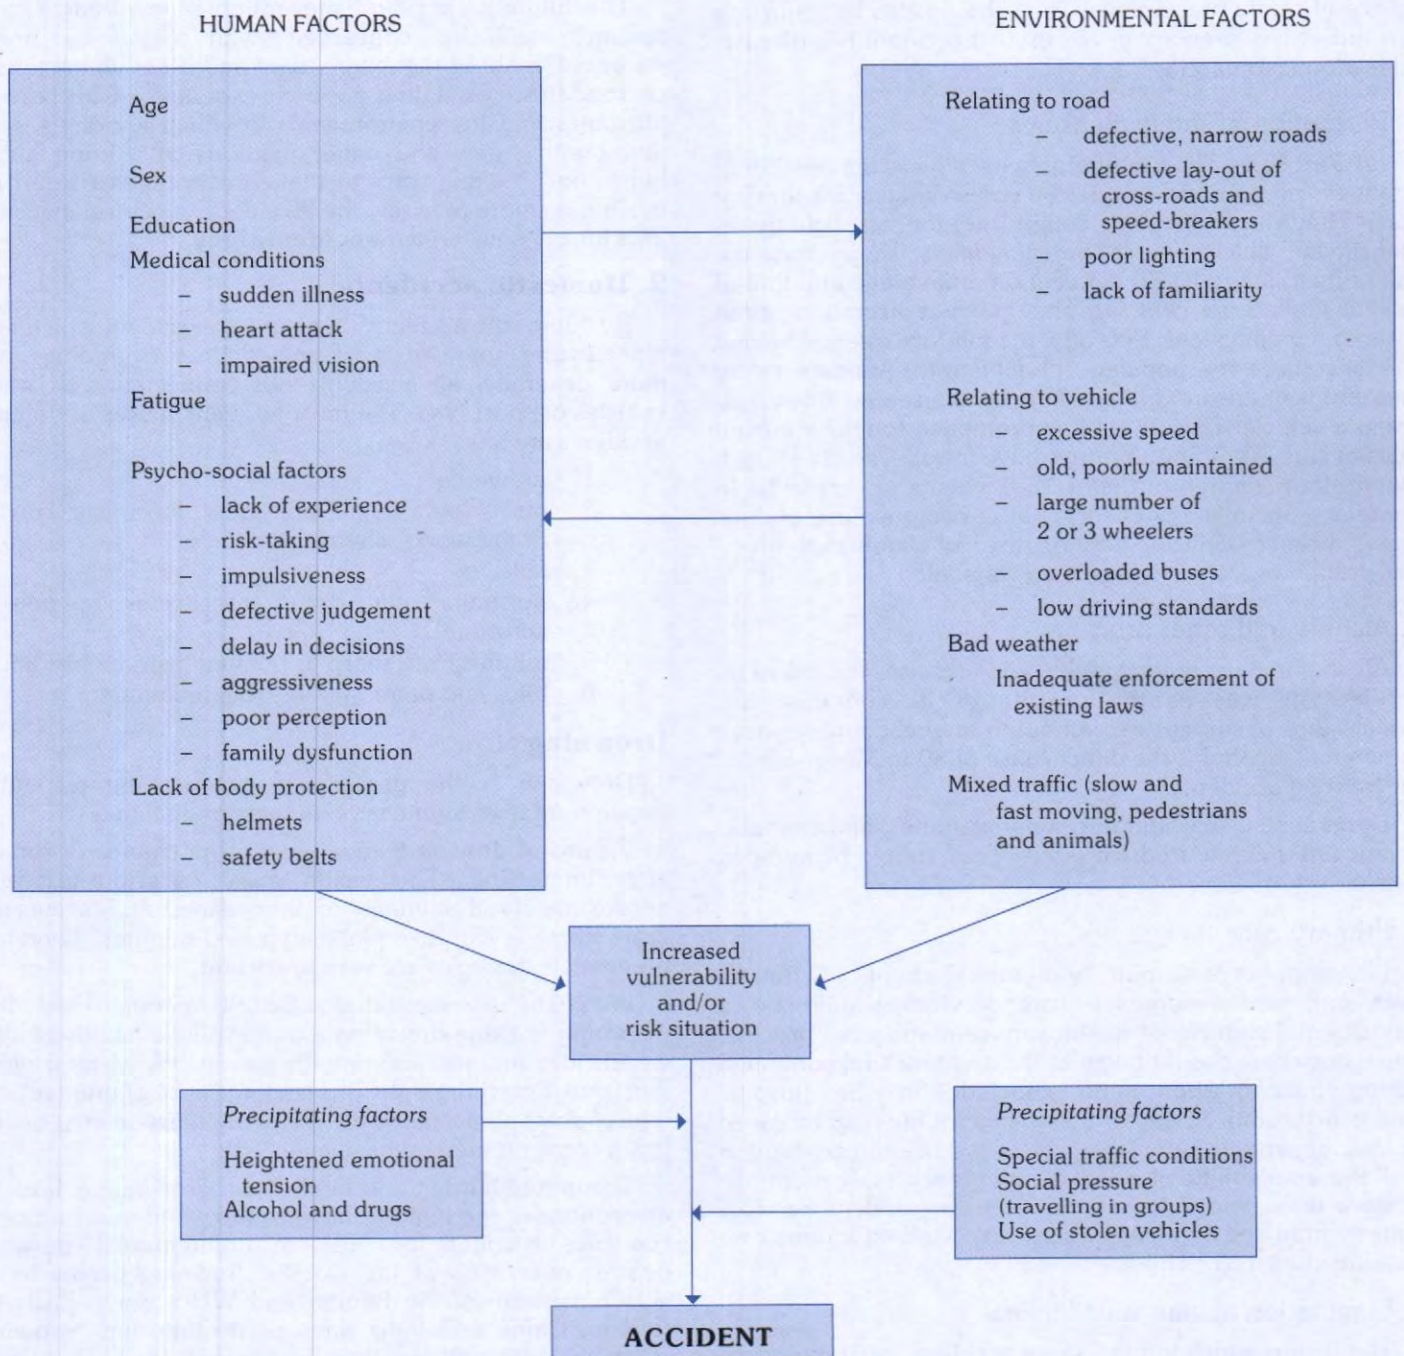 HUMAN FACTORS
Age
Sex
Education
Medical conditions
– sudden illness
– heart attack
– impaired vision
Fatigue
Psycho-social factors
– lack of experience
– risk-taking
– impulsiveness
– defective judgement
– delay in decisions
– aggressiveness
– poor perception
– family dysfunction
Lack of body protection
– helmets
– safety belts
ENVIRONMENTAL FACTORS
Relating to road
– defective, narrow roads
– defective lay-out of
cross-roads and
speed-breakers
– poor lighting
– lack of familiarity
Relating to vehicle
– excessive speed
– old, poorly maintained
– large number of
2 or 3 wheelers
– overloaded buses
– low driving standards
Bad weather
Inadequate enforcement of
existing laws
Mixed traffic (slow and
fast moving, pedestrians
and animals)
Increased
vulnerability
and/or
risk situation
Precipitating factors
Heightened emotional
tension
Alcohol and drugs
Precipitating factors
Special traffic conditions
Social pressure
(travelling in groups)
Use of stolen vehicles
ACCIDENT